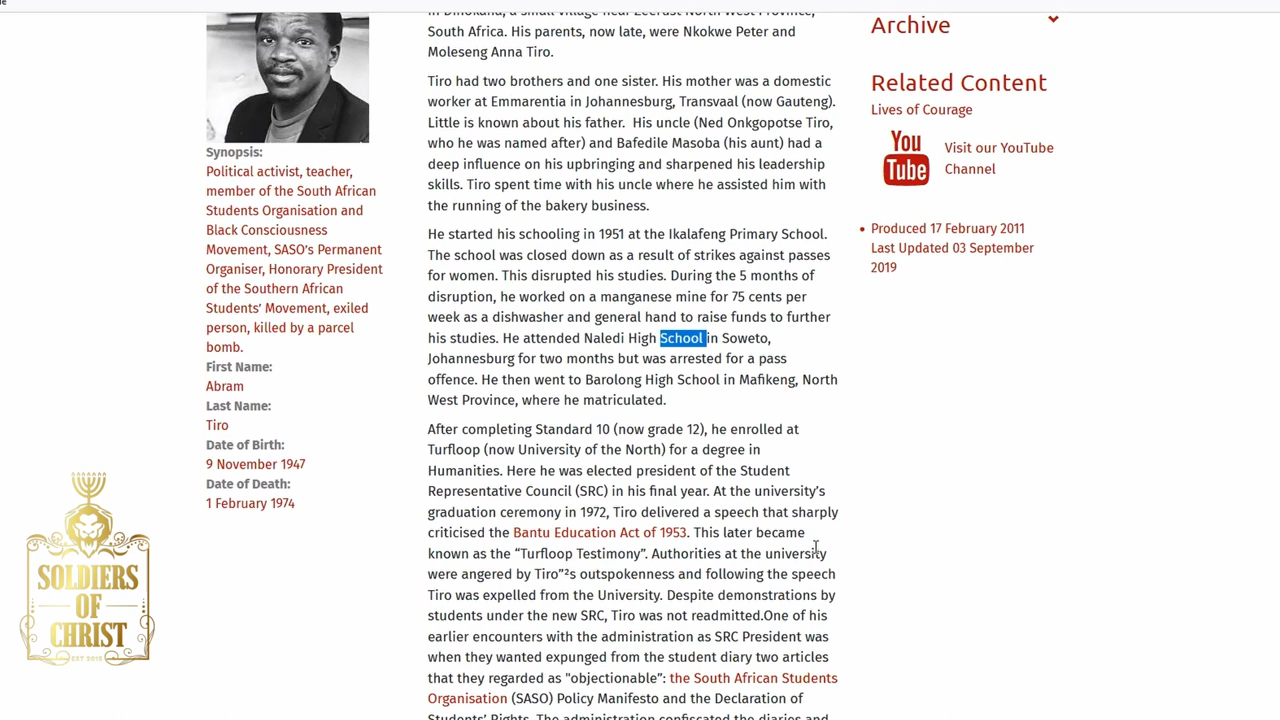 Synopsis:
Political activist, teacher,
member of the South African
Students Organisation and
Black Consciousness
Movement, SASO's Permanent
Organiser, Honorary President
of the Southern African
Students' Movement, exiled
person, killed by a parcel
bomb.
First Name:
Abram
Last Name:
Tiro
Date of Birth:
9 November 1947
Date of Death:
1 February 1974
SOLDIERS
OF
CHRIST
in Dinokana, a small village near Zeerust North West Province,
South Africa. His parents, now late, were Nkokwe Peter and
Moleseng Anna Tiro.
Tiro had two brothers and one sister. His mother was a domestic
worker at Emmarentia in Johannesburg, Transvaal (now Gauteng).
Little is known about his father.  His uncle (Ned Onkgopotse Tiro,
who he was named after) and Bafedile Masoba (his aunt) had a
deep influence on his upbringing and sharpened his leadership
skills. Tiro spent time with his uncle where he assisted him with
the running of the bakery business.
He started his schooling in 1951 at the Ikalafeng Primary School.
The school was closed down as a result of strikes against passes
for women. This disrupted his studies. During the 5 months of
disruption, he worked on a manganese mine for 75 cents per
week as a dishwasher and general hand to raise funds to further
his studies. He attended Naledi High School in Soweto,
Johannesburg for two months but was arrested for a pass
offence. He then went to Barolong High School in Mafikeng, North
West Province, where he matriculated.
After completing Standard 10 (now grade 12), he enrolled at
Turfloop (now University of the North) for a degree in
Humanities. Here he was elected president of the Student
Representative Council (SRC) in his final year. At the university's
graduation ceremony in 1972, Tiro delivered a speech that sharply
criticised the Bantu Education Act of 1953. This later became
known as the “Turfloop Testimony”. Authorities at the university
were angered by Tiro”²s outspokenness and following the speech
Tiro was expelled from the University. Despite demonstrations by
students under the new SRC, Tiro was not readmitted.One of his
earlier encounters with the administration as SRC President was
when they wanted expunged from the student diary two articles
that they regarded as "objectionable”: the South African Students
Organisation (SASO) Policy Manifesto and the Declaration of
Students' Rights. The administration confiscated the diaries and
Archive
Related Content
Lives of Courage
You
Tube
Visit our YouTube
Channel
Produced 17 February 2011
Last Updated 03 September
2019